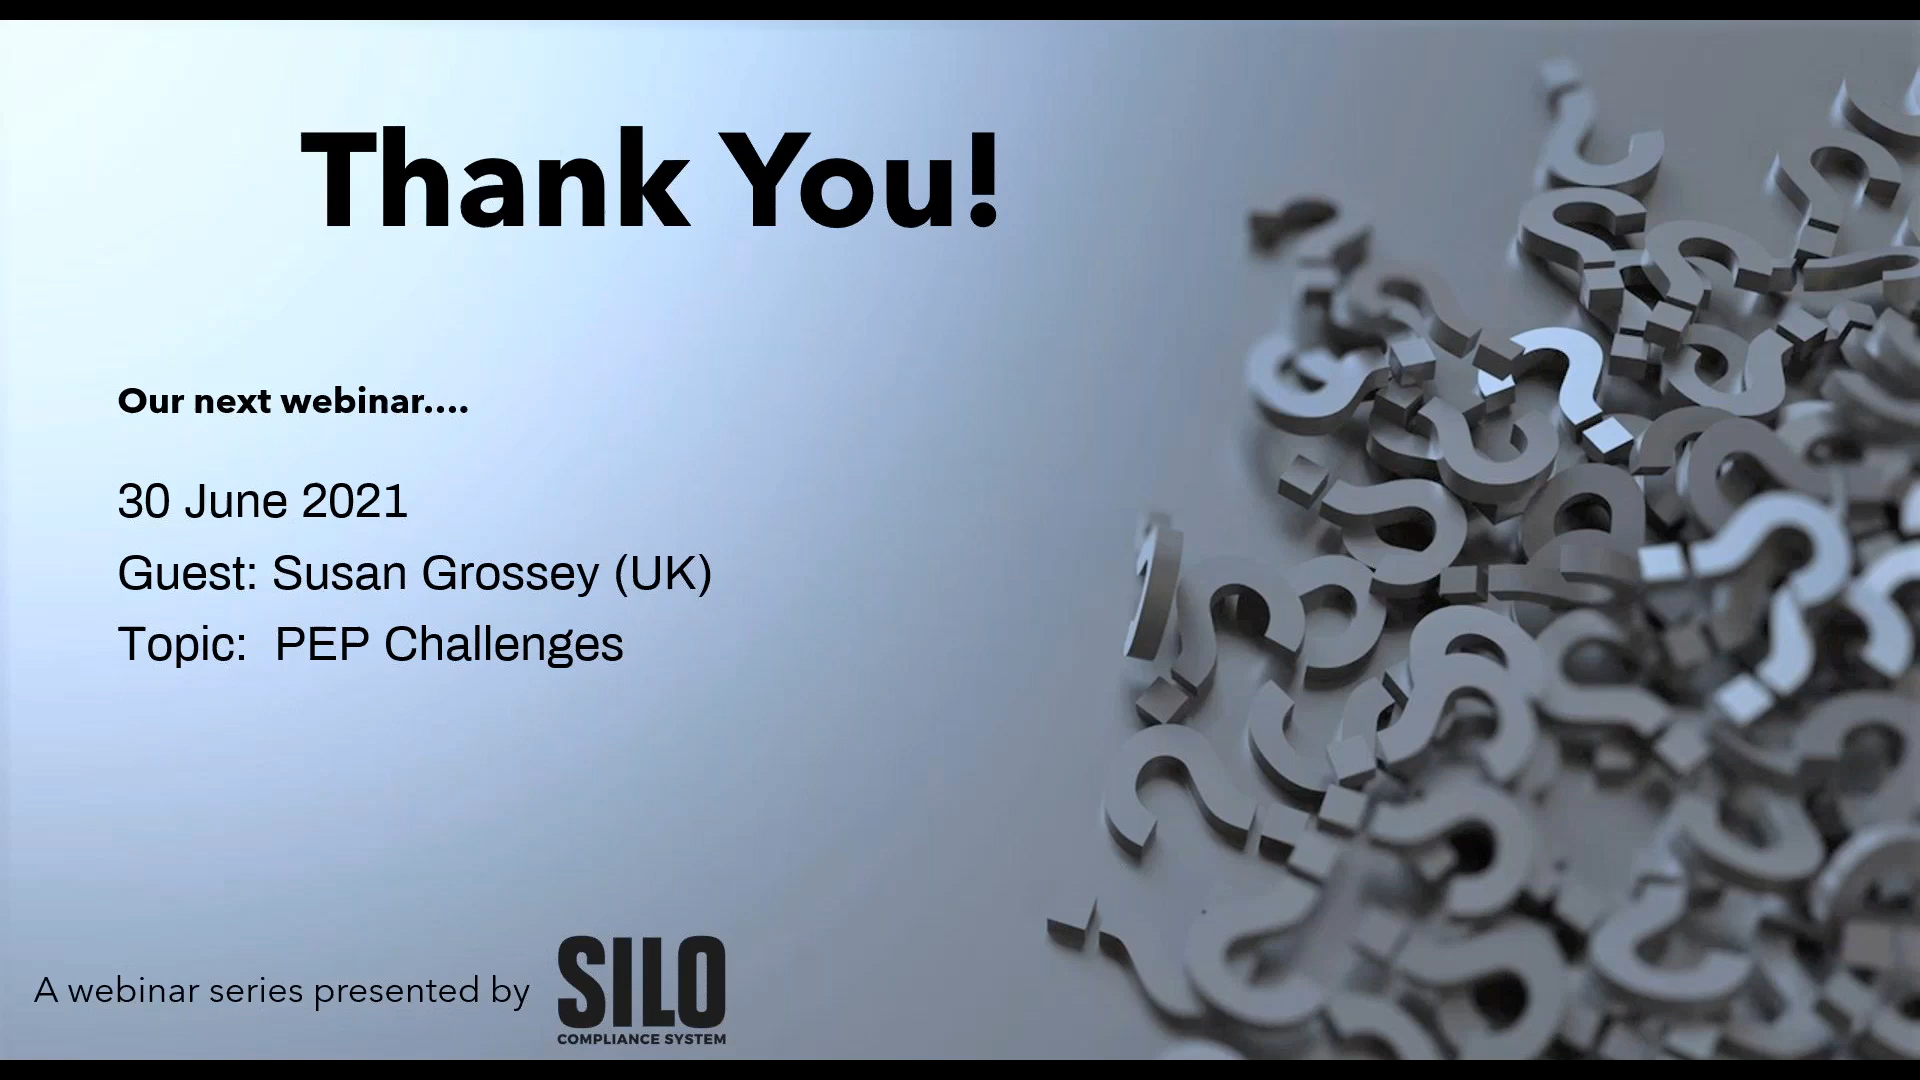 Thank You!
Our next webinar....
30 June 2021
Guest: Susan Grossey (UK)
Topic: PEP Challenges
A webinar series presented by
SILO
COMPLIANCE SYSTEM